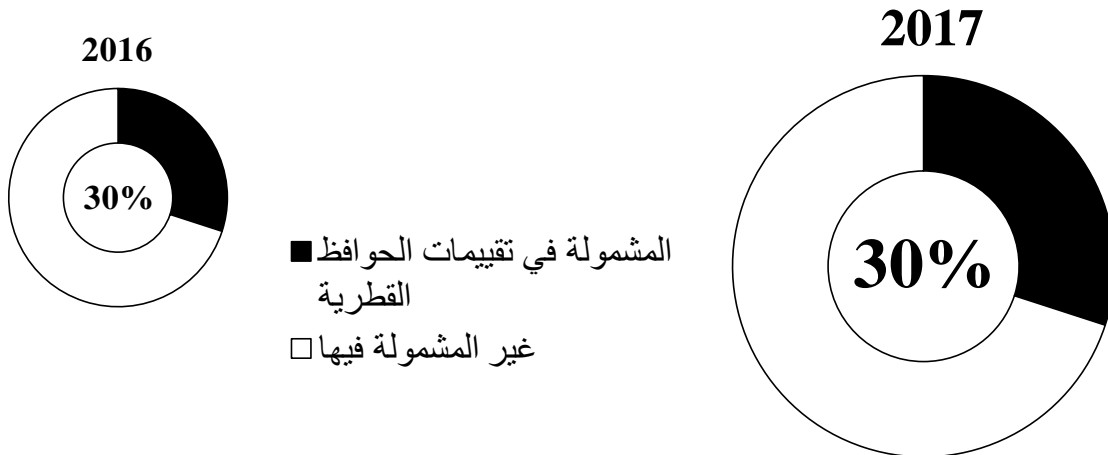 2016
30%
المشمولة في تقييمات الحوافظ
القطرية
غير المشمولة فيها
2017
30%